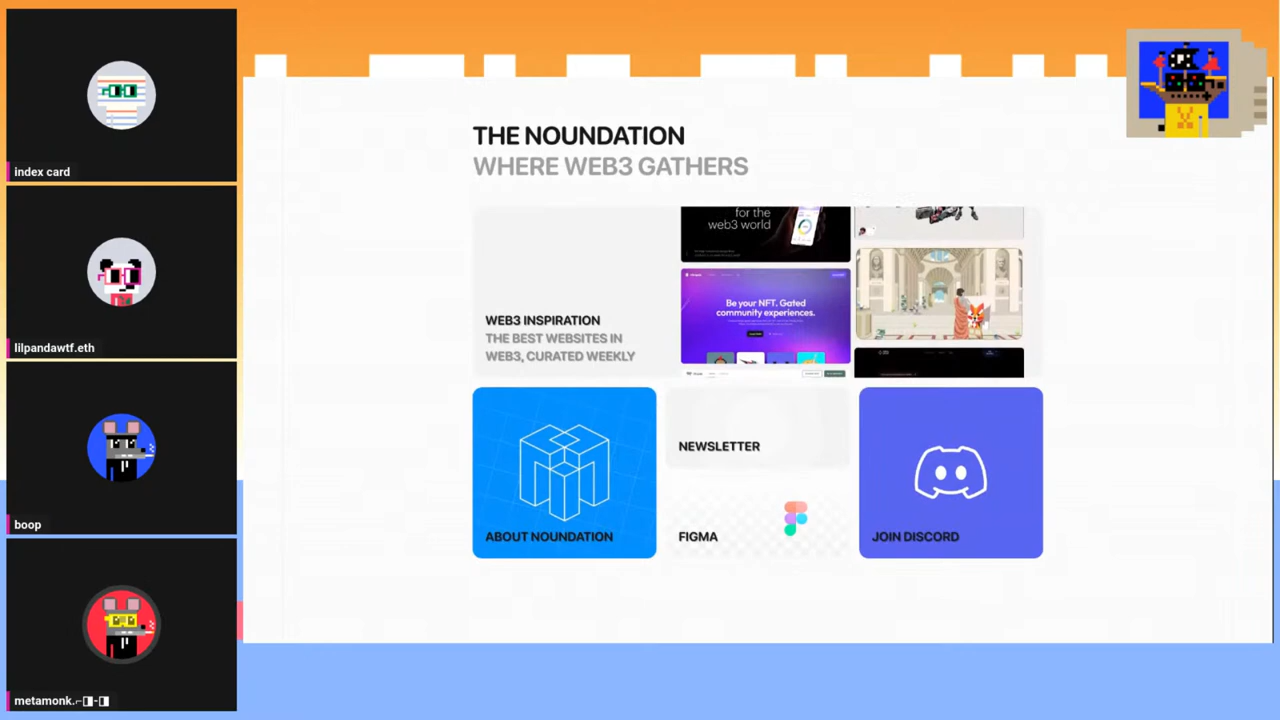 index card
lilpandawtf.eth
boop
metamonk.⌐◨-◨
THE NOUNDATION
WHERE WEB3 GATHERS
WEB3 INSPIRATION
THE BEST WEBSITES IN
WEB3, CURATED WEEKLY
for the
web3 world
Be your NFT. Gated
community experiences.
ABOUT NOUNDATION
NEWSLETTER
FIGMA
JOIN DISCORD